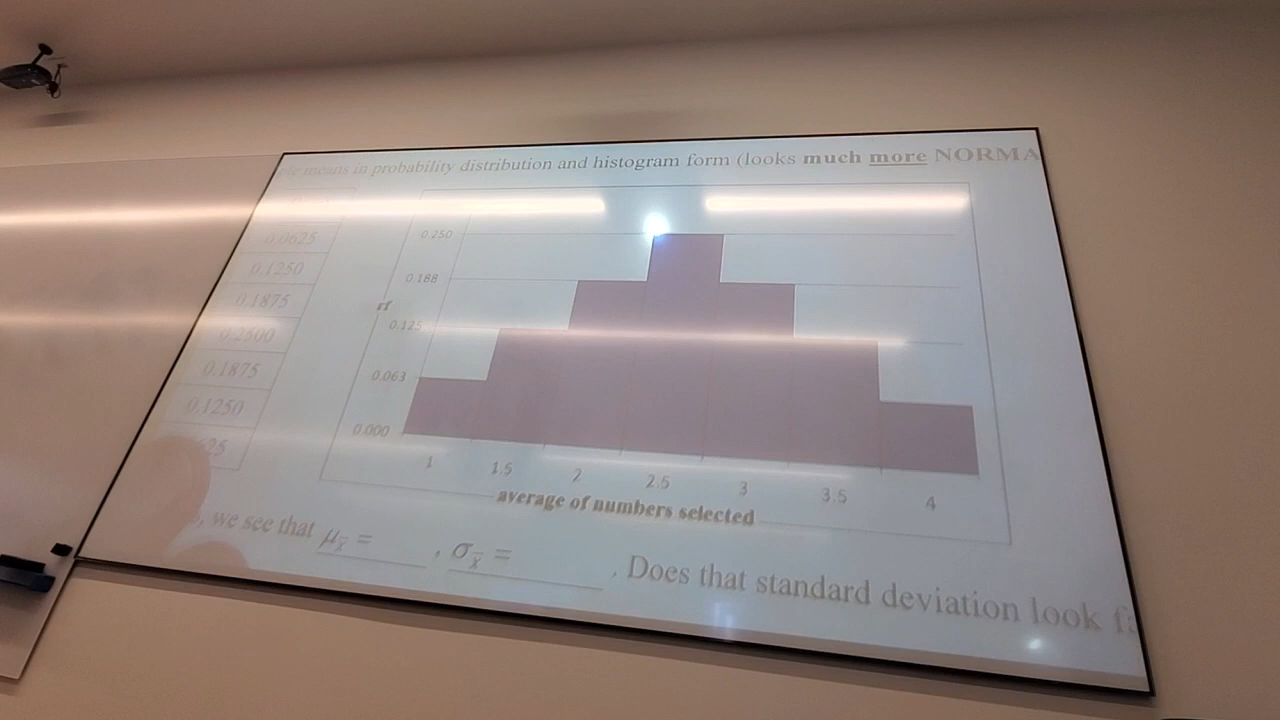 means in probability distribution and histogram form (looks much more NORMA
0.0625
0.1250
0.1875
0.2500
0.1875
0.1250
25
rf
0.250
0.188
0.125
0.063
0.000
1 1.5 2 2.5 3 3.5 4
average of numbers selected
, we see that μx̅ = , σx̅ = . Does that standard deviation look fa